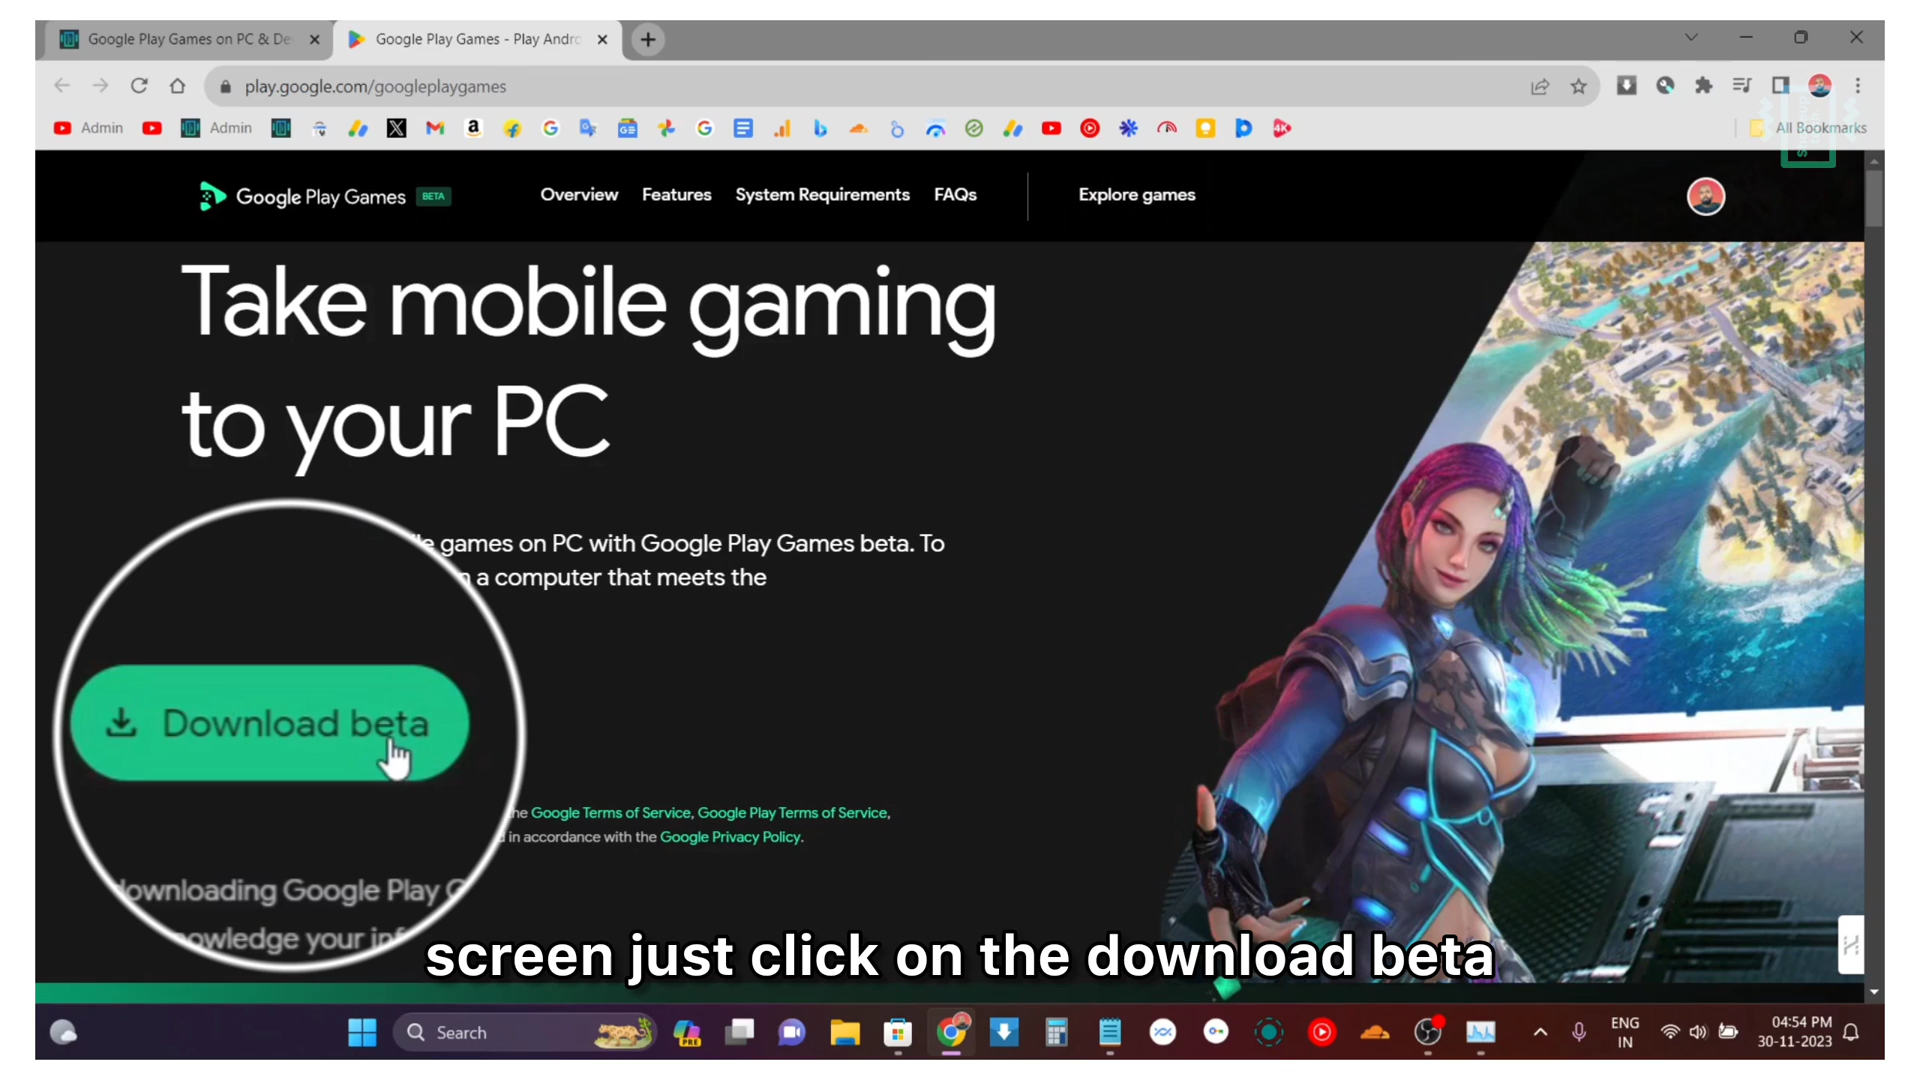 Google Play Games on PC & De
Google Play Games - Play Andro
play.google.com/googleplaygames
Admin
Admin
All Bookmarks
Google Play Games BETA
Overview
Features
System Requirements
FAQs
Explore games
Take mobile gaming
to your PC
games on PC with Google Play Games beta. To
a computer that meets the
Download beta
Google Terms of Service, Google Play Terms of Service,
in accordance with the Google Privacy Policy.
downloading Google Play G
owledge your inf
screen just click on the download beta
Search
PRE
ENG
IN
04:54 PM
30-11-2023